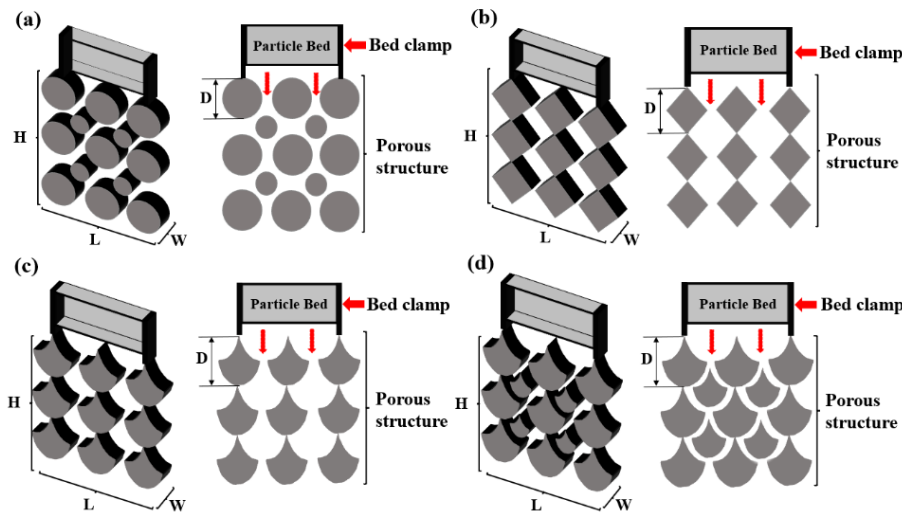 (a)
Particle Bed
Bed clamp
D
H
Porous
structure
L
W
(b)
Particle Bed
Bed clamp
D
H
Porous
structure
L
W
(c)
Particle Bed
Bed clamp
D
H
Porous
structure
L
W
(d)
Particle Bed
Bed clamp
D
H
Porous
structure
L
W